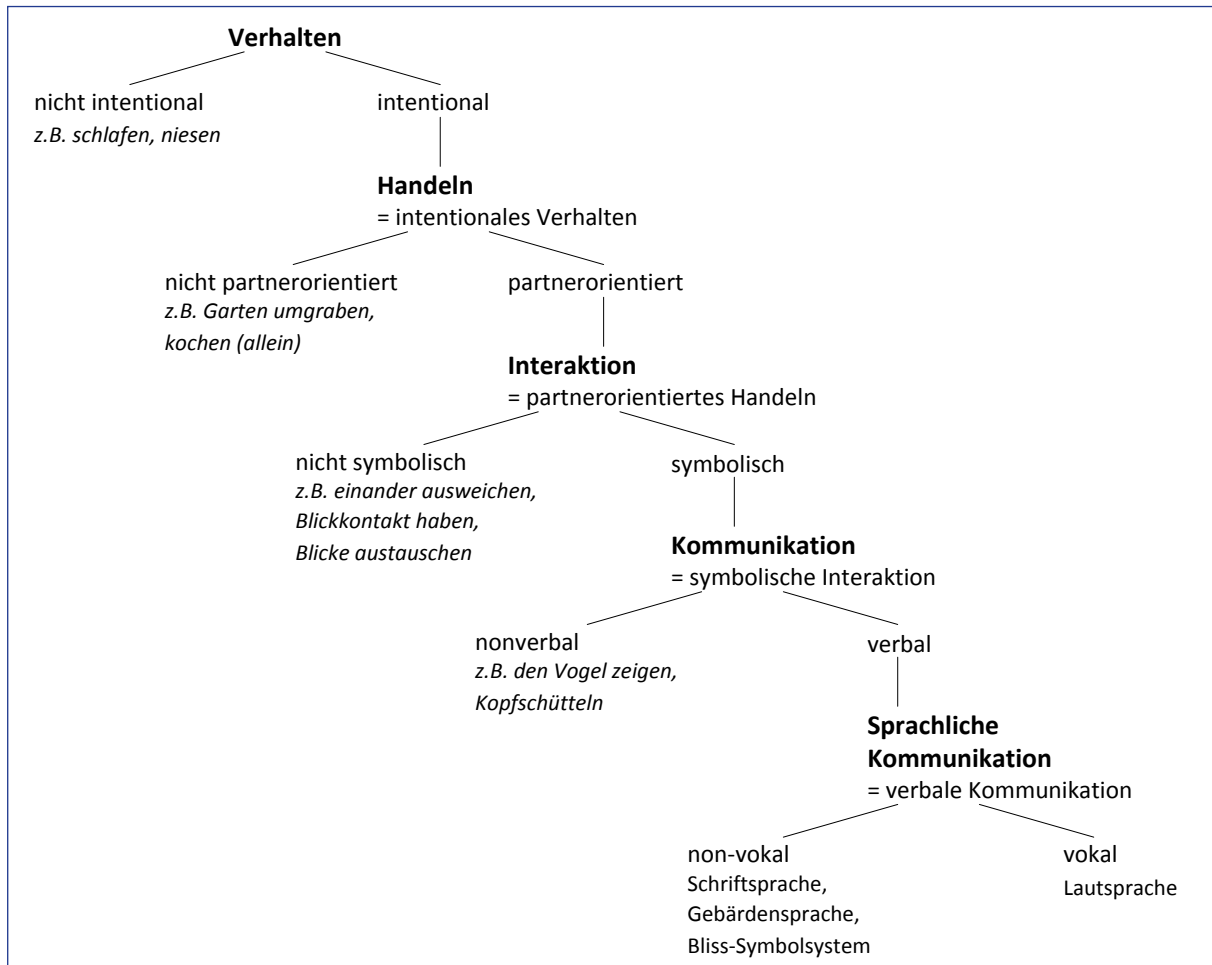 Verhalten
nicht intentional
z.B. schlafen, niesen
intentional
Handeln
= intentionales Verhalten
nicht partnerorientiert
z.B. Garten umgraben,
kochen (allein)
partnerorientiert
Interaktion
= partnerorientiertes Handeln
nicht symbolisch
z.B. einander ausweichen,
Blickkontakt haben,
Blicke austauschen
symbolisch
Kommunikation
= symbolische Interaktion
nonverbal
z.B. den Vogel zeigen,
Kopfschütteln
verbal
Sprachliche
Kommunikation
= verbale Kommunikation
non-vokal
Schriftsprache,
Gebärdensprache,
Bliss-Symbolsystem
vokal
Lautsprache